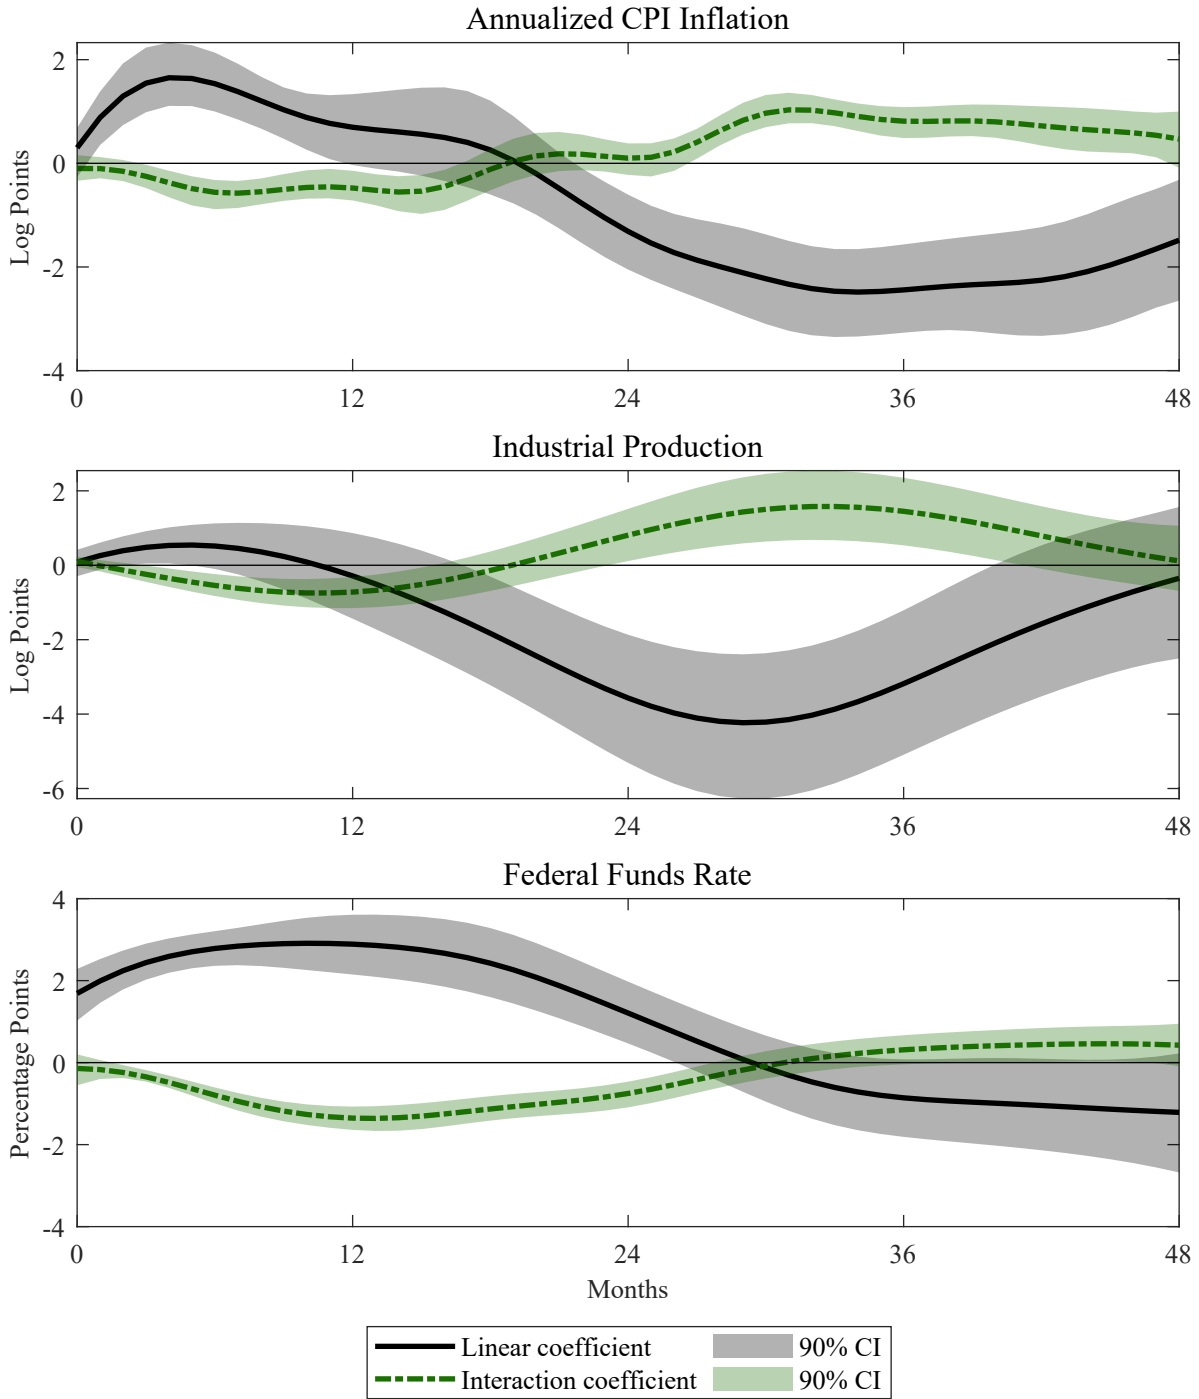 Annualized CPI Inflation
Log Points
2
0
-2
-4
0 12 24 36 48
Industrial Production
Log Points
2
0
-2
-4
-6
0 12 24 36 48
Federal Funds Rate
Percentage Points
4
2
0
-2
-4
0 12 24 36 48
Months
Linear coefficient 90% CI
Interaction coefficient 90% CI